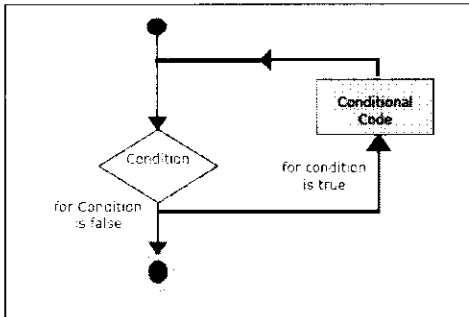 Conditional
Code
Condition
for condition
is true
for Condition
is false